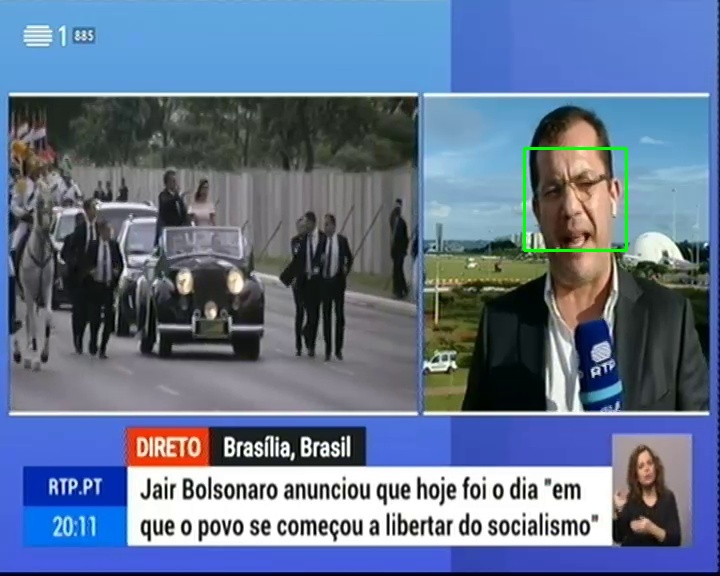 1 885
RTP
DIRETO Brasília, Brasil
RTP.PT
20:11
Jair Bolsonaro anunciou que hoje foi o dia "em
que o povo se começou a libertar do socialismo"